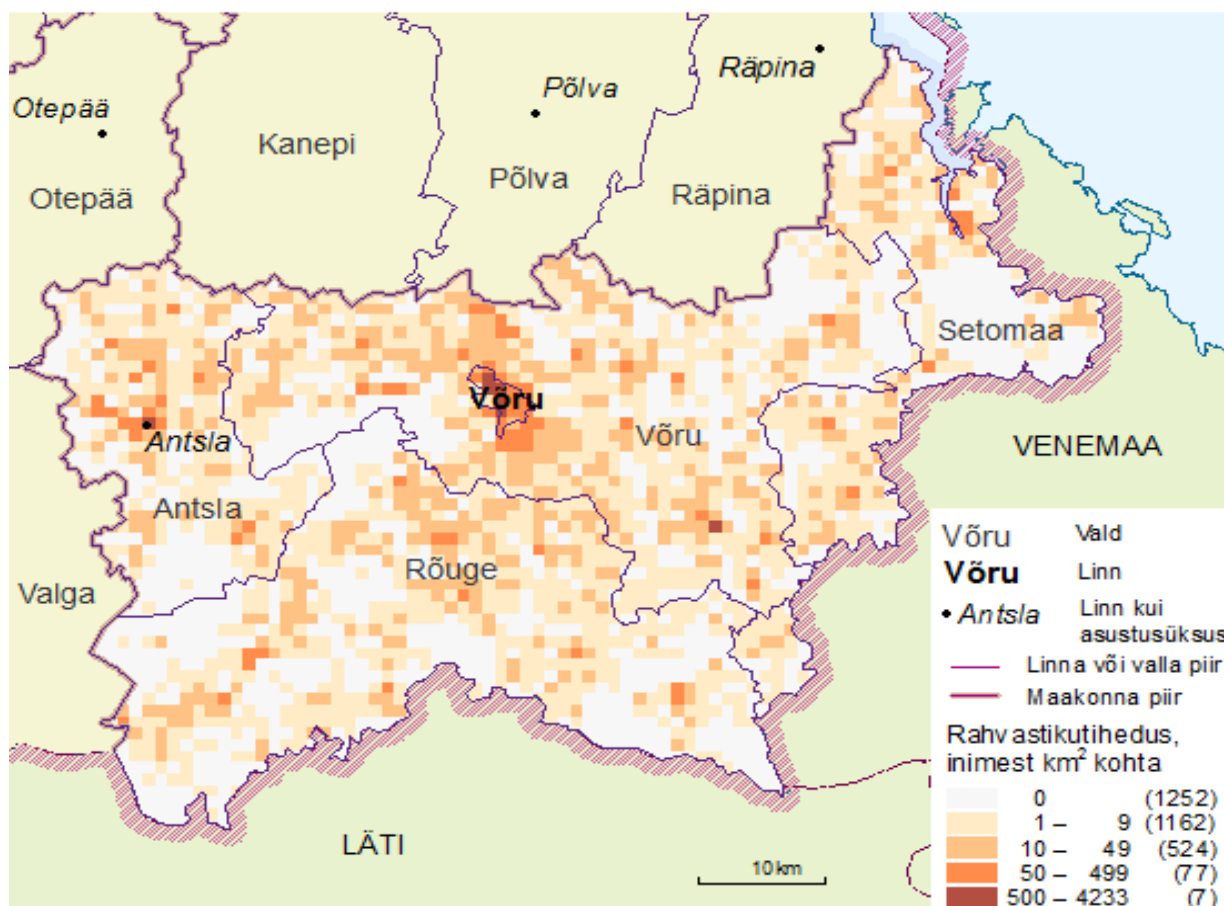 Otepää
Põlva
Räpina
Kanepi
Otepää
Põlva
Räpina
Setomaa
Võru
Võru
Antsla
VENEMAA
Antsla
Rõuge
Valga
LÄTI
10 km
Võru Vald
Võru Linn
Antsla Linn kui
asustusüksus
Linna või valla piir
Maakonna piir
Rahvastikutihedus,
inimest km² kohta
0 (1252)
1 – 9 (1162)
10 – 49 (524)
50 – 499 (77)
500 – 4233 (7)